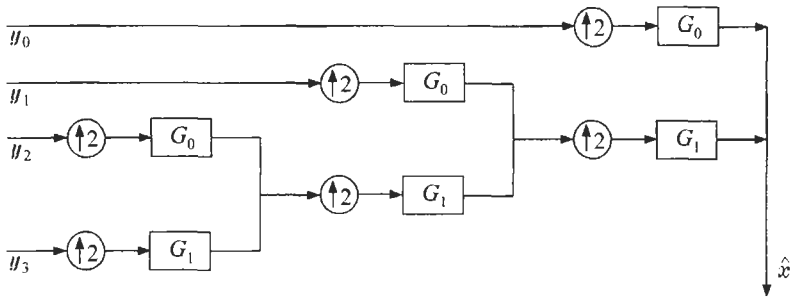 y₀ ↑2 G₀
y₁ ↑2 G₀
y₂ ↑2 G₀ ↑2 G₁
↑2 G₁
y₃ ↑2 G₁ x̂